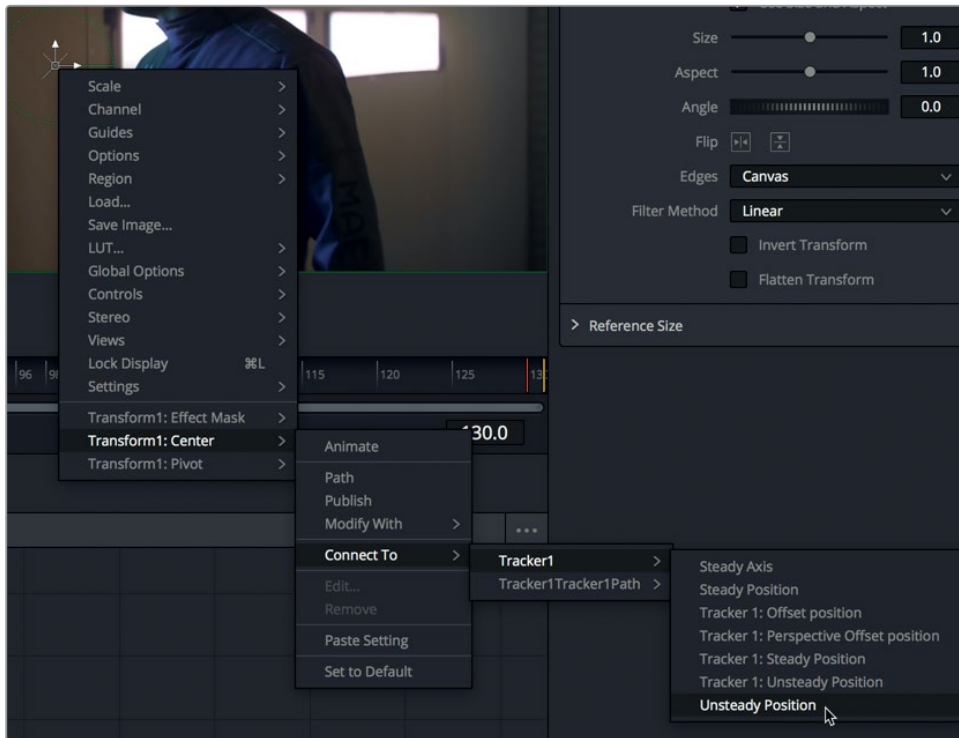 Size 1.0
Aspect 1.0
Angle 0.0
Flip
Edges Canvas
Filter Method Linear
Invert Transform
Flatten Transform
Reference Size
Scale
Channel
Guides
Options
Region
Load...
Save Image...
LUT...
Global Options
Controls
Stereo
Views
Lock Display ⌘L
Settings
Transform1: Effect Mask
Transform1: Center
Transform1: Pivot
96 115 120 125
130.0
Animate
Path
Publish
Modify With
Connect To
Edit...
Remove
Paste Setting
Set to Default
Tracker1
Tracker1Tracker1Path
Steady Axis
Steady Position
Tracker 1: Offset position
Tracker 1: Perspective Offset position
Tracker 1: Steady Position
Tracker 1: Unsteady Position
Unsteady Position